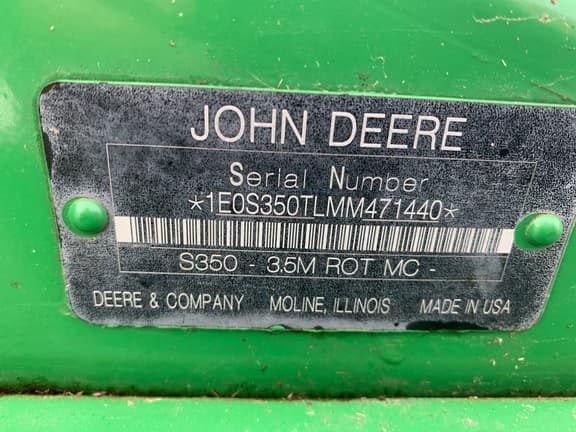 JOHN DEERE
Serial Number
*1E0S350TLMM471440*
S350 - 3.5M ROT MC -
DEERE & COMPANY MOLINE, ILLINOIS MADE IN USA